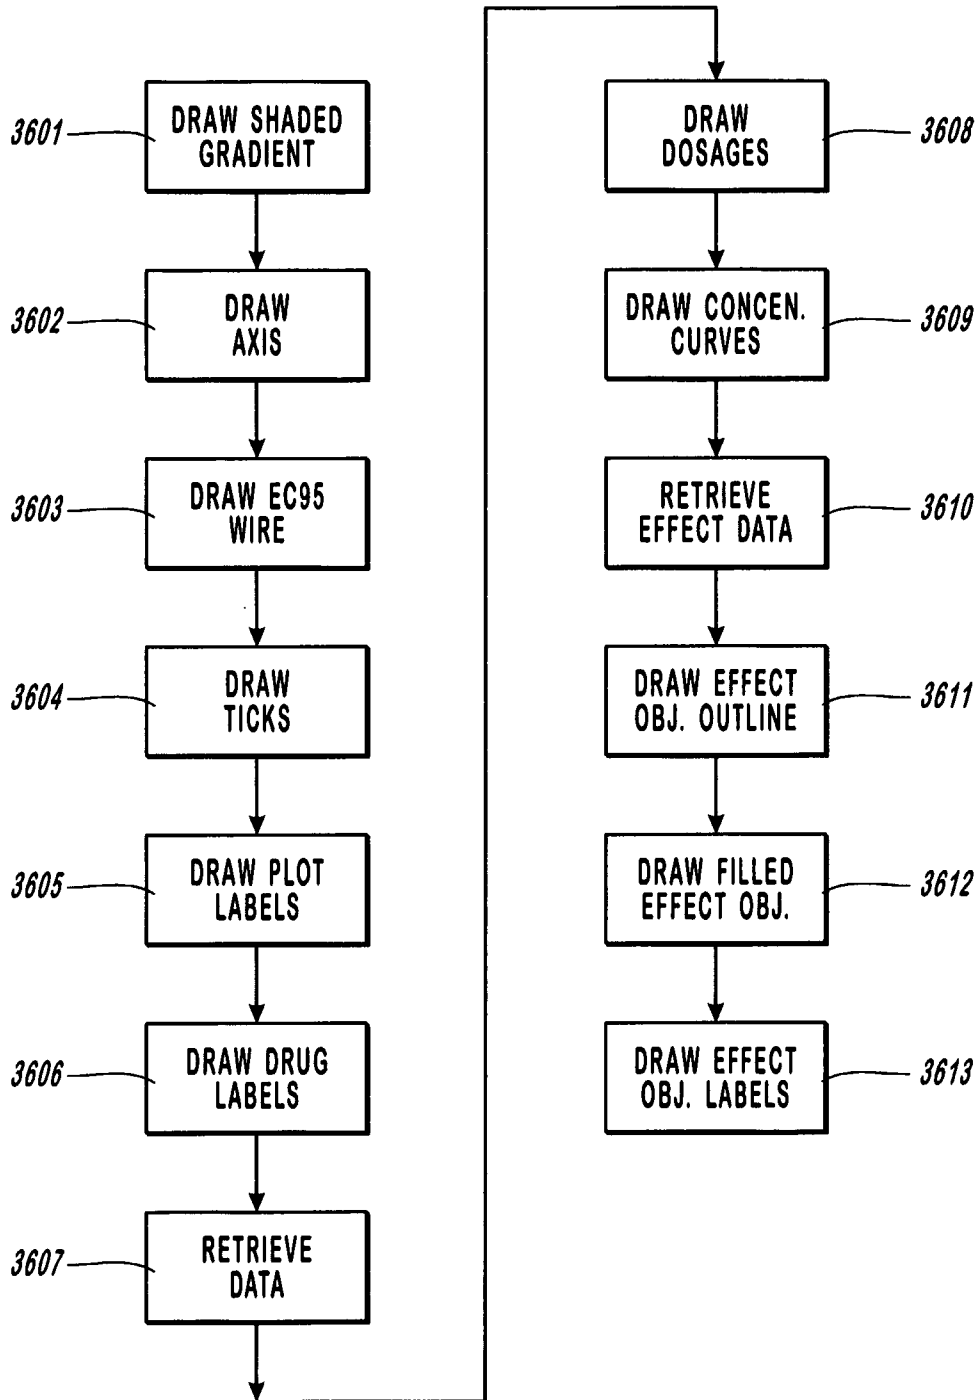 3601
DRAW SHADED
GRADIENT
3602
DRAW
AXIS
3603
DRAW EC95
WIRE
3604
DRAW
TICKS
3605
DRAW PLOT
LABELS
3606
DRAW DRUG
LABELS
3607
RETRIEVE
DATA
DRAW
DOSAGES
3608
DRAW CONCEN.
CURVES
3609
RETRIEVE
EFFECT DATA
3610
DRAW EFFECT
OBJ. OUTLINE
3611
DRAW FILLED
EFFECT OBJ.
3612
DRAW EFFECT
OBJ. LABELS
3613